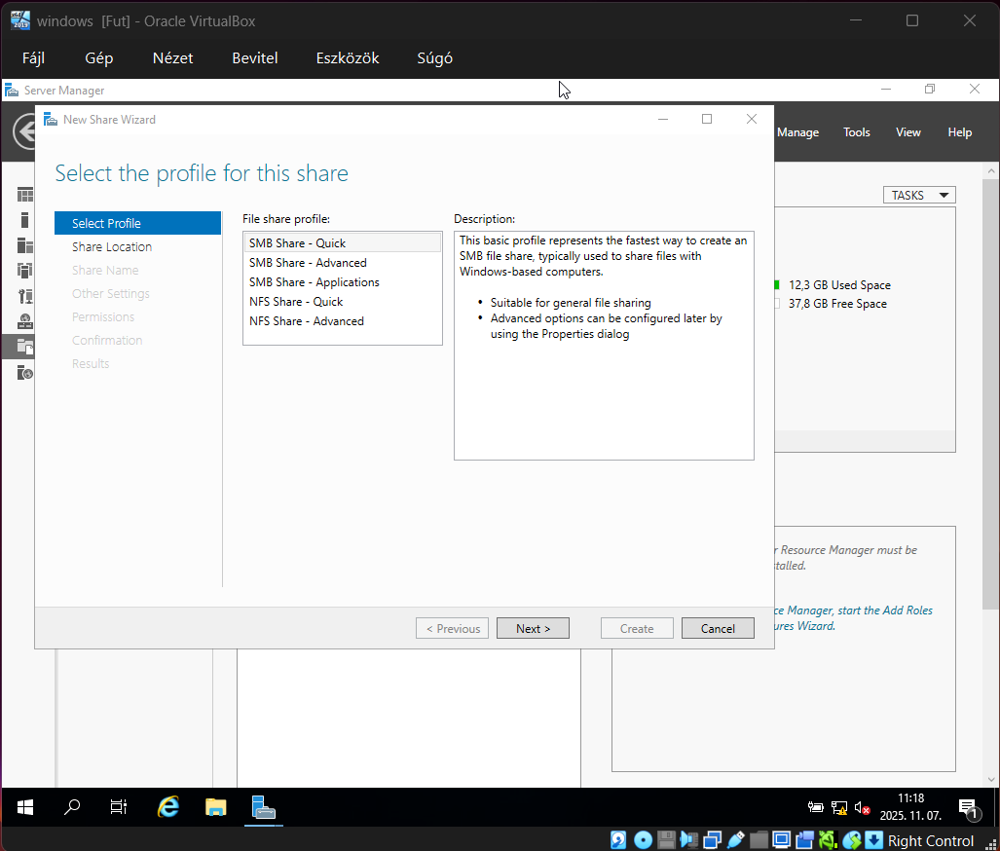 windows [Fut] - Oracle VirtualBox
Fájl Gép Nézet Bevitel Eszközök Súgó
Server Manager
New Share Wizard
Manage Tools View Help
Select the profile for this share
TASKS
Select Profile
Share Location
Share Name
Other Settings
Permissions
Confirmation
Results
File share profile:
SMB Share - Quick
SMB Share - Advanced
SMB Share - Applications
NFS Share - Quick
NFS Share - Advanced
Description:
This basic profile represents the fastest way to create an
SMB file share, typically used to share files with
Windows-based computers.
• Suitable for general file sharing
• Advanced options can be configured later by
using the Properties dialog
12,3 GB Used Space
37,8 GB Free Space
r Resource Manager must be
talled.
ce Manager, start the Add Roles
ures Wizard.
< Previous Next > Create Cancel
11:18
2025. 11. 07.
1
Right Control